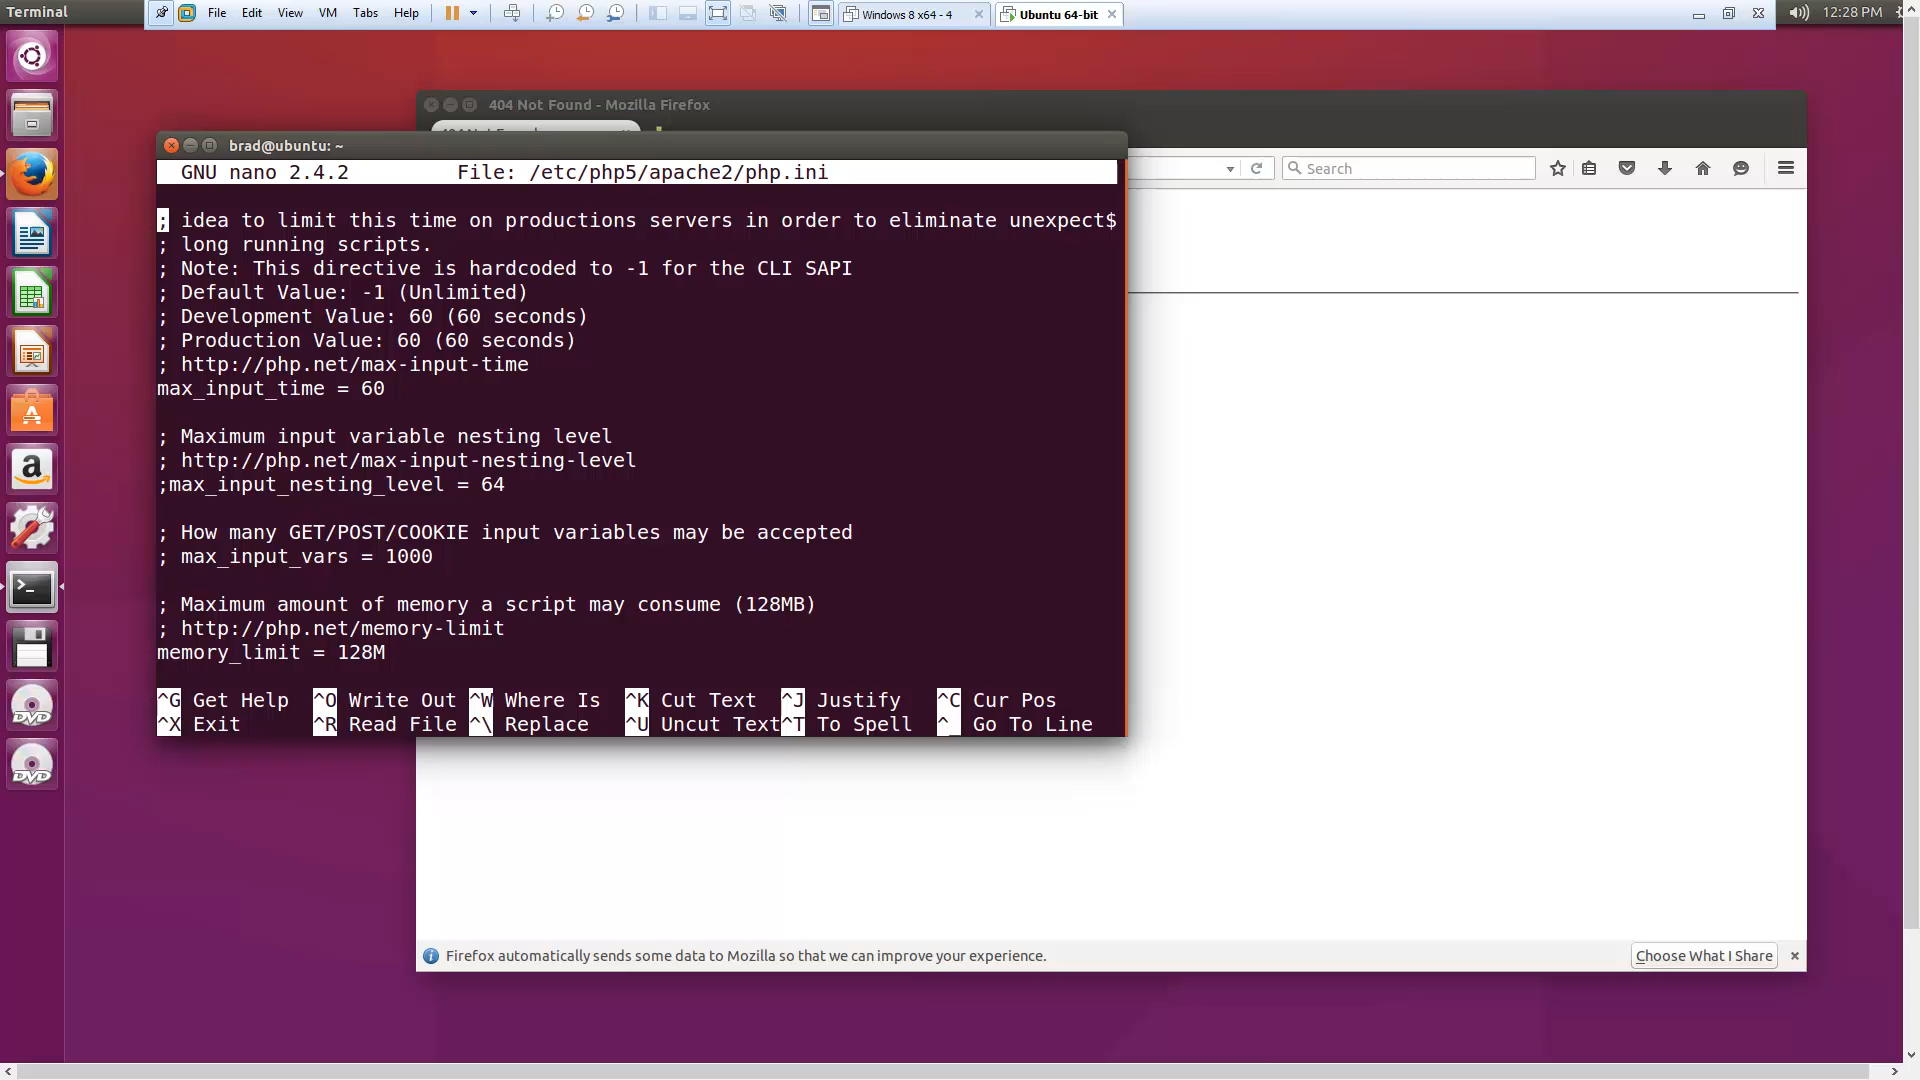 Terminal
File Edit View VM Tabs Help
Windows 8 x64 - 4
Ubuntu 64-bit
12:28 PM
404 Not Found - Mozilla Firefox
brad@ubuntu: ~
Search
GNU nano 2.4.2 File: /etc/php5/apache2/php.ini
; idea to limit this time on productions servers in order to eliminate unexpect$
; long running scripts.
; Note: This directive is hardcoded to -1 for the CLI SAPI
; Default Value: -1 (Unlimited)
; Development Value: 60 (60 seconds)
; Production Value: 60 (60 seconds)
; http://php.net/max-input-time
max_input_time = 60
; Maximum input variable nesting level
; http://php.net/max-input-nesting-level
;max_input_nesting_level = 64
; How many GET/POST/COOKIE input variables may be accepted
; max_input_vars = 1000
; Maximum amount of memory a script may consume (128MB)
; http://php.net/memory-limit
memory_limit = 128M
^G Get Help ^O Write Out ^W Where Is ^K Cut Text ^J Justify ^C Cur Pos
^X Exit ^R Read File ^\ Replace ^U Uncut Text ^T To Spell ^_ Go To Line
Firefox automatically sends some data to Mozilla so that we can improve your experience.
Choose What I Share